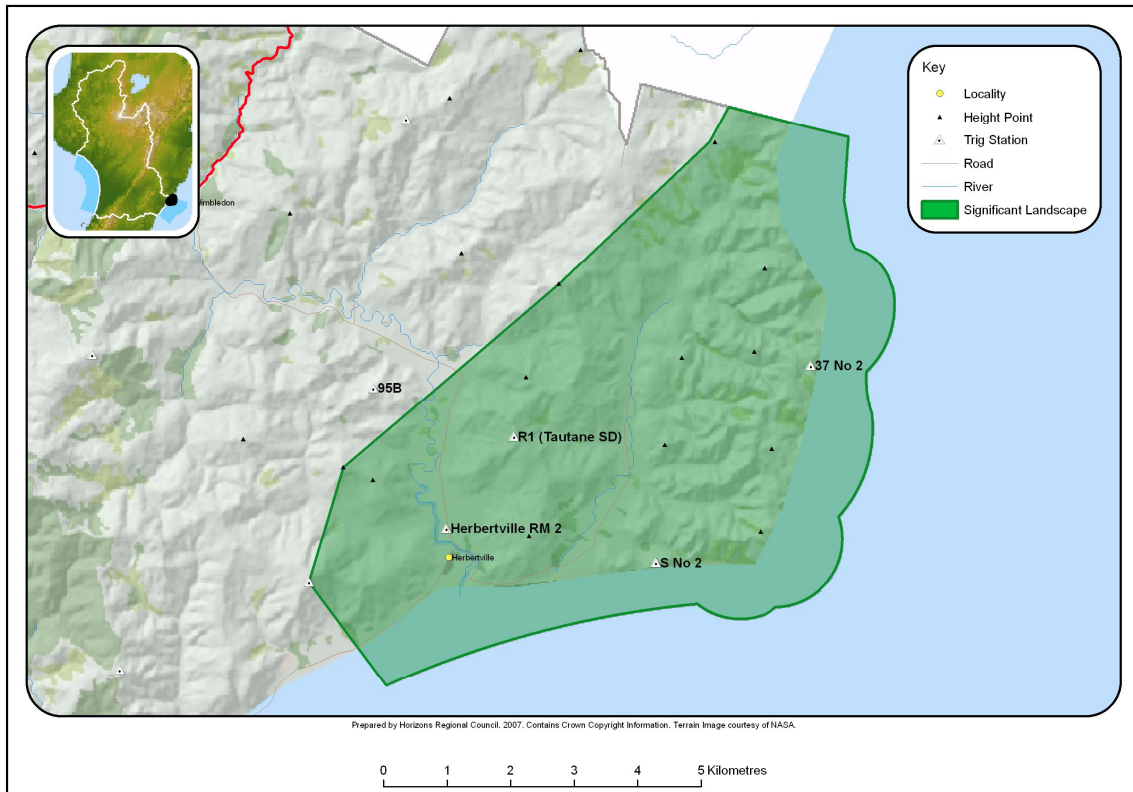 Key
Locality
Height Point
Trig Station
Road
River
Significant Landscape
37 No 2
95B
R1 (Tautane SD)
Herbertville RM 2
Herbertville
S No 2
Prepared by Horizons Regional Council. 2007. Contains Crown Copyright Information. Terrain Image courtesy of NASA.
0 1 2 3 4 5 Kilometres